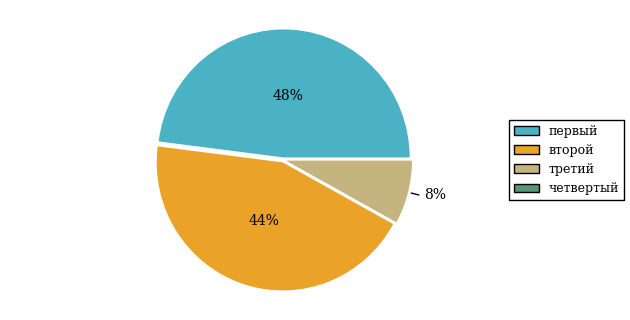 48%
44%
8%
первый
второй
третий
четвертый